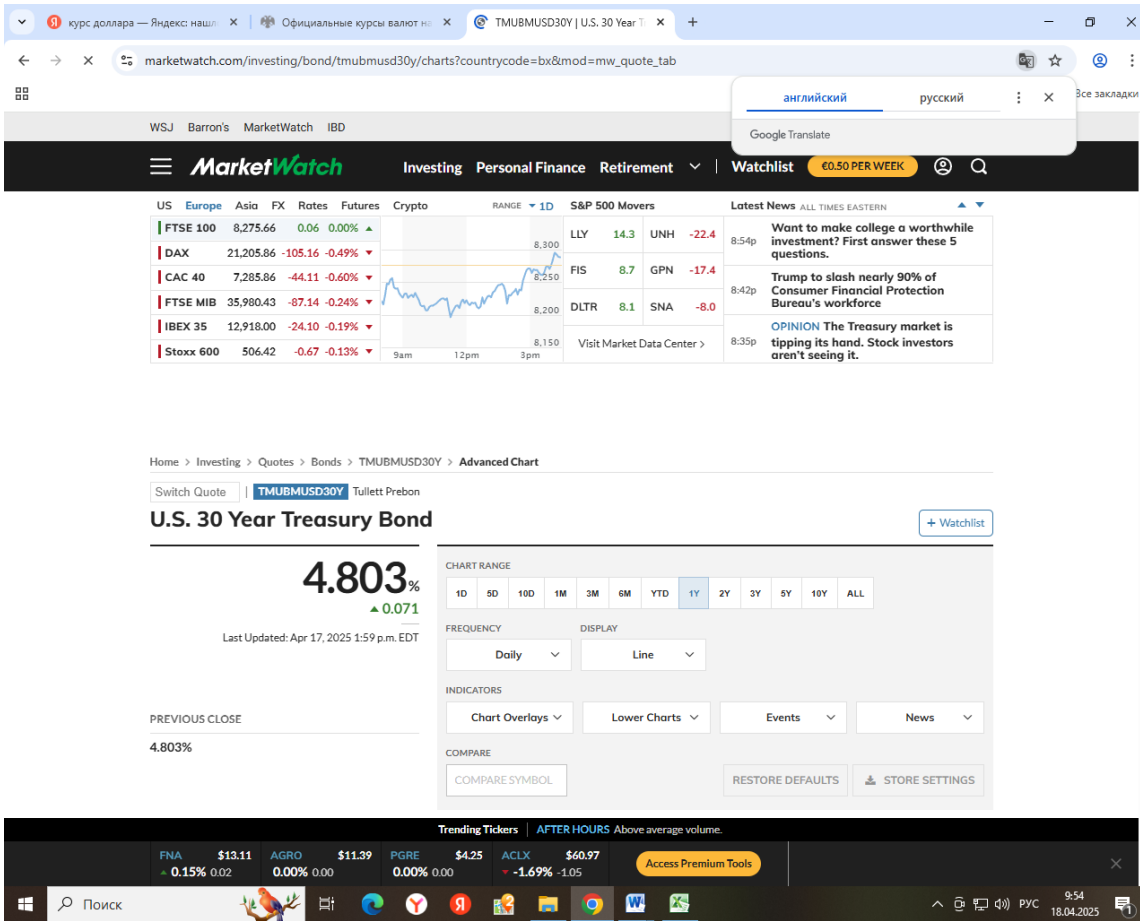 курс доллара — Яндекс: нашл
Официальные курсы валют на
TMUBMUSD30Y | U.S. 30 Year T
marketwatch.com/investing/bond/tmubmusd30y/charts?countrycode=bx&mod=mw_quote_tab
английский русский
Все закладки
Google Translate
WSJ Barron's MarketWatch IBD
MarketWatch Investing Personal Finance Retirement Watchlist €0.50 PER WEEK
US Europe Asia FX Rates Futures Crypto RANGE 1D
FTSE 100 8,275.66 0.06 0.00%
DAX 21,205.86 -105.16 -0.49%
CAC 40 7,285.86 -44.11 -0.60%
FTSE MIB 35,980.43 -87.14 -0.24%
IBEX 35 12,918.00 -24.10 -0.19%
Stoxx 600 506.42 -0.67 -0.13%
8,300
8,250
8,200
8,150
9am 12pm 3pm
S&P 500 Movers
LLY 14.3 UNH -22.4
FIS 8.7 GPN -17.4
DLTR 8.1 SNA -8.0
Visit Market Data Center >
Latest News ALL TIMES EASTERN
8:54p Want to make college a worthwhile
investment? First answer these 5
questions.
8:42p Trump to slash nearly 90% of
Consumer Financial Protection
Bureau's workforce
8:35p OPINION The Treasury market is
tipping its hand. Stock investors
aren't seeing it.
Home > Investing > Quotes > Bonds > TMUBMUSD30Y > Advanced Chart
Switch Quote | TMUBMUSD30Y Tullett Prebon
U.S. 30 Year Treasury Bond
+ Watchlist
4.803%
0.071
Last Updated: Apr 17, 2025 1:59 p.m. EDT
PREVIOUS CLOSE
4.803%
CHART RANGE
1D 5D 10D 1M 3M 6M YTD 1Y 2Y 3Y 5Y 10Y ALL
FREQUENCY DISPLAY
Daily Line
INDICATORS
Chart Overlays Lower Charts Events News
COMPARE
COMPARE SYMBOL RESTORE DEFAULTS STORE SETTINGS
Trending Tickers | AFTER HOURS Above average volume.
FNA $13.11 AGRO $11.39 PGRE $4.25 ACLX $60.97
0.15% 0.02 0.00% 0.00 0.00% 0.00 -1.69% -1.05
Access Premium Tools
Поиск
РУС
9:54
18.04.2025
1